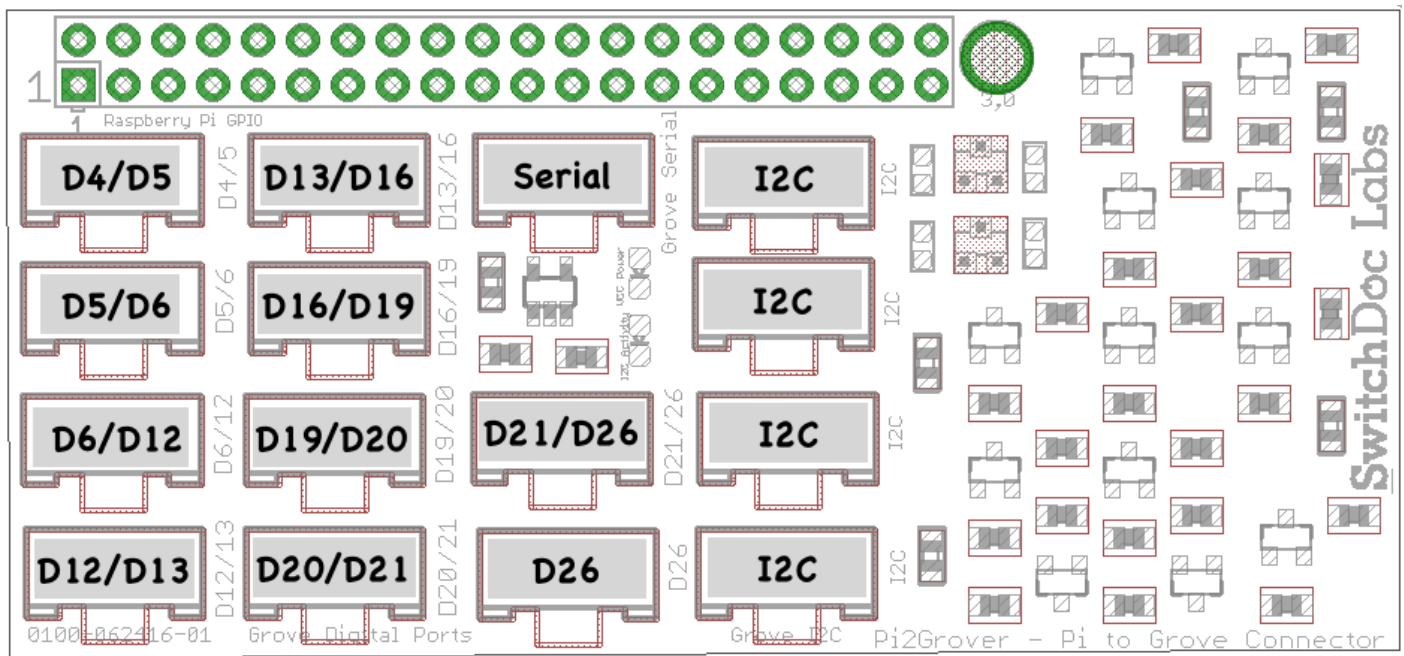 1
1
Raspberry Pi GPIO
3,0
D4/D5
D4/5
D13/D16
D13/16
Serial
Grove Serial
I2C
I2C
D5/D6
D5/6
D16/D19
D16/19
VCC Power
I2C Activity
I2C
I2C
D6/D12
D6/12
D19/D20
D19/20
D21/D26
D21/26
I2C
I2C
D12/D13
D12/13
D20/D21
D20/21
D26
D26
I2C
I2C
SwitchDoc Labs
0100-062416-01
Grove Digital Ports
Grove I2C
Pi2Grover - Pi to Grove Connector